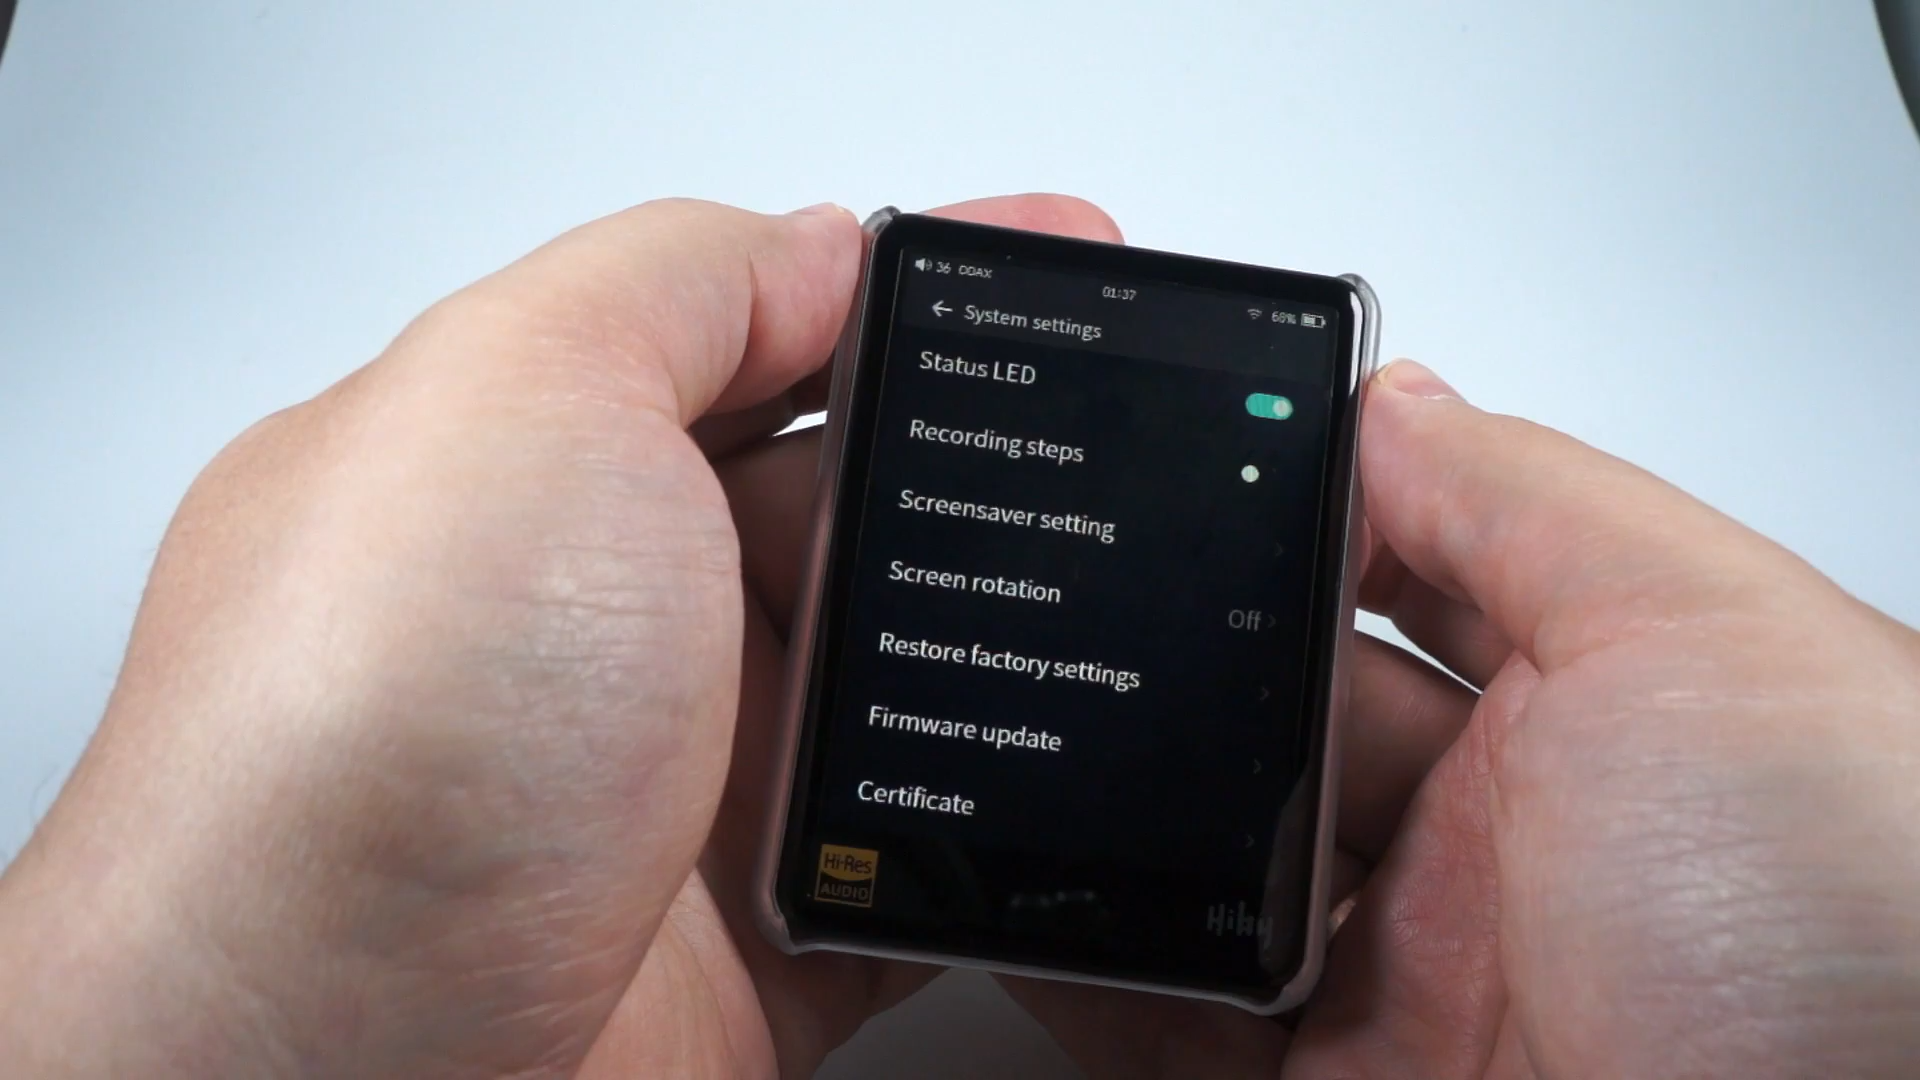 36 DDAX
01:37
68%
System settings
Status LED
Recording steps
Screensaver setting
Screen rotation
Off
Restore factory settings
Firmware update
Certificate
Hi-Res
AUDIO
HiBy